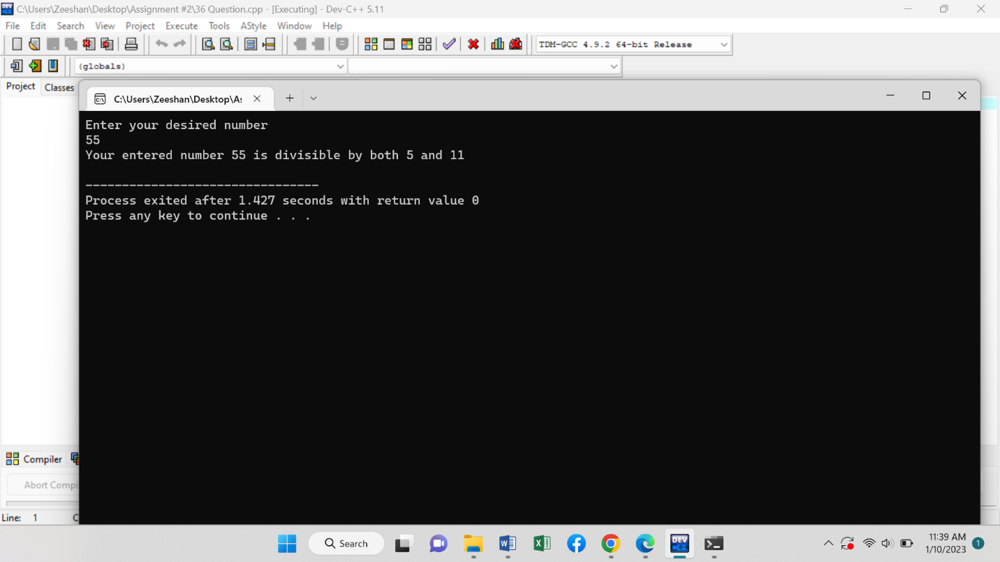 C:\Users\Zeeshan\Desktop\Assignment #2\36 Question.cpp - [Executing] - Dev-C++ 5.11
File Edit Search View Project Execute Tools AStyle Window Help
TDM-GCC 4.9.2 64-bit Release
(globals)
Project Classes
C:\Users\Zeeshan\Desktop\A
Enter your desired number
55
Your entered number 55 is divisible by both 5 and 11
--------------------------------
Process exited after 1.427 seconds with return value 0
Press any key to continue . . .
Compiler
Abort
Line: 1
Search
DEV
11:39 AM
1/10/2023
1